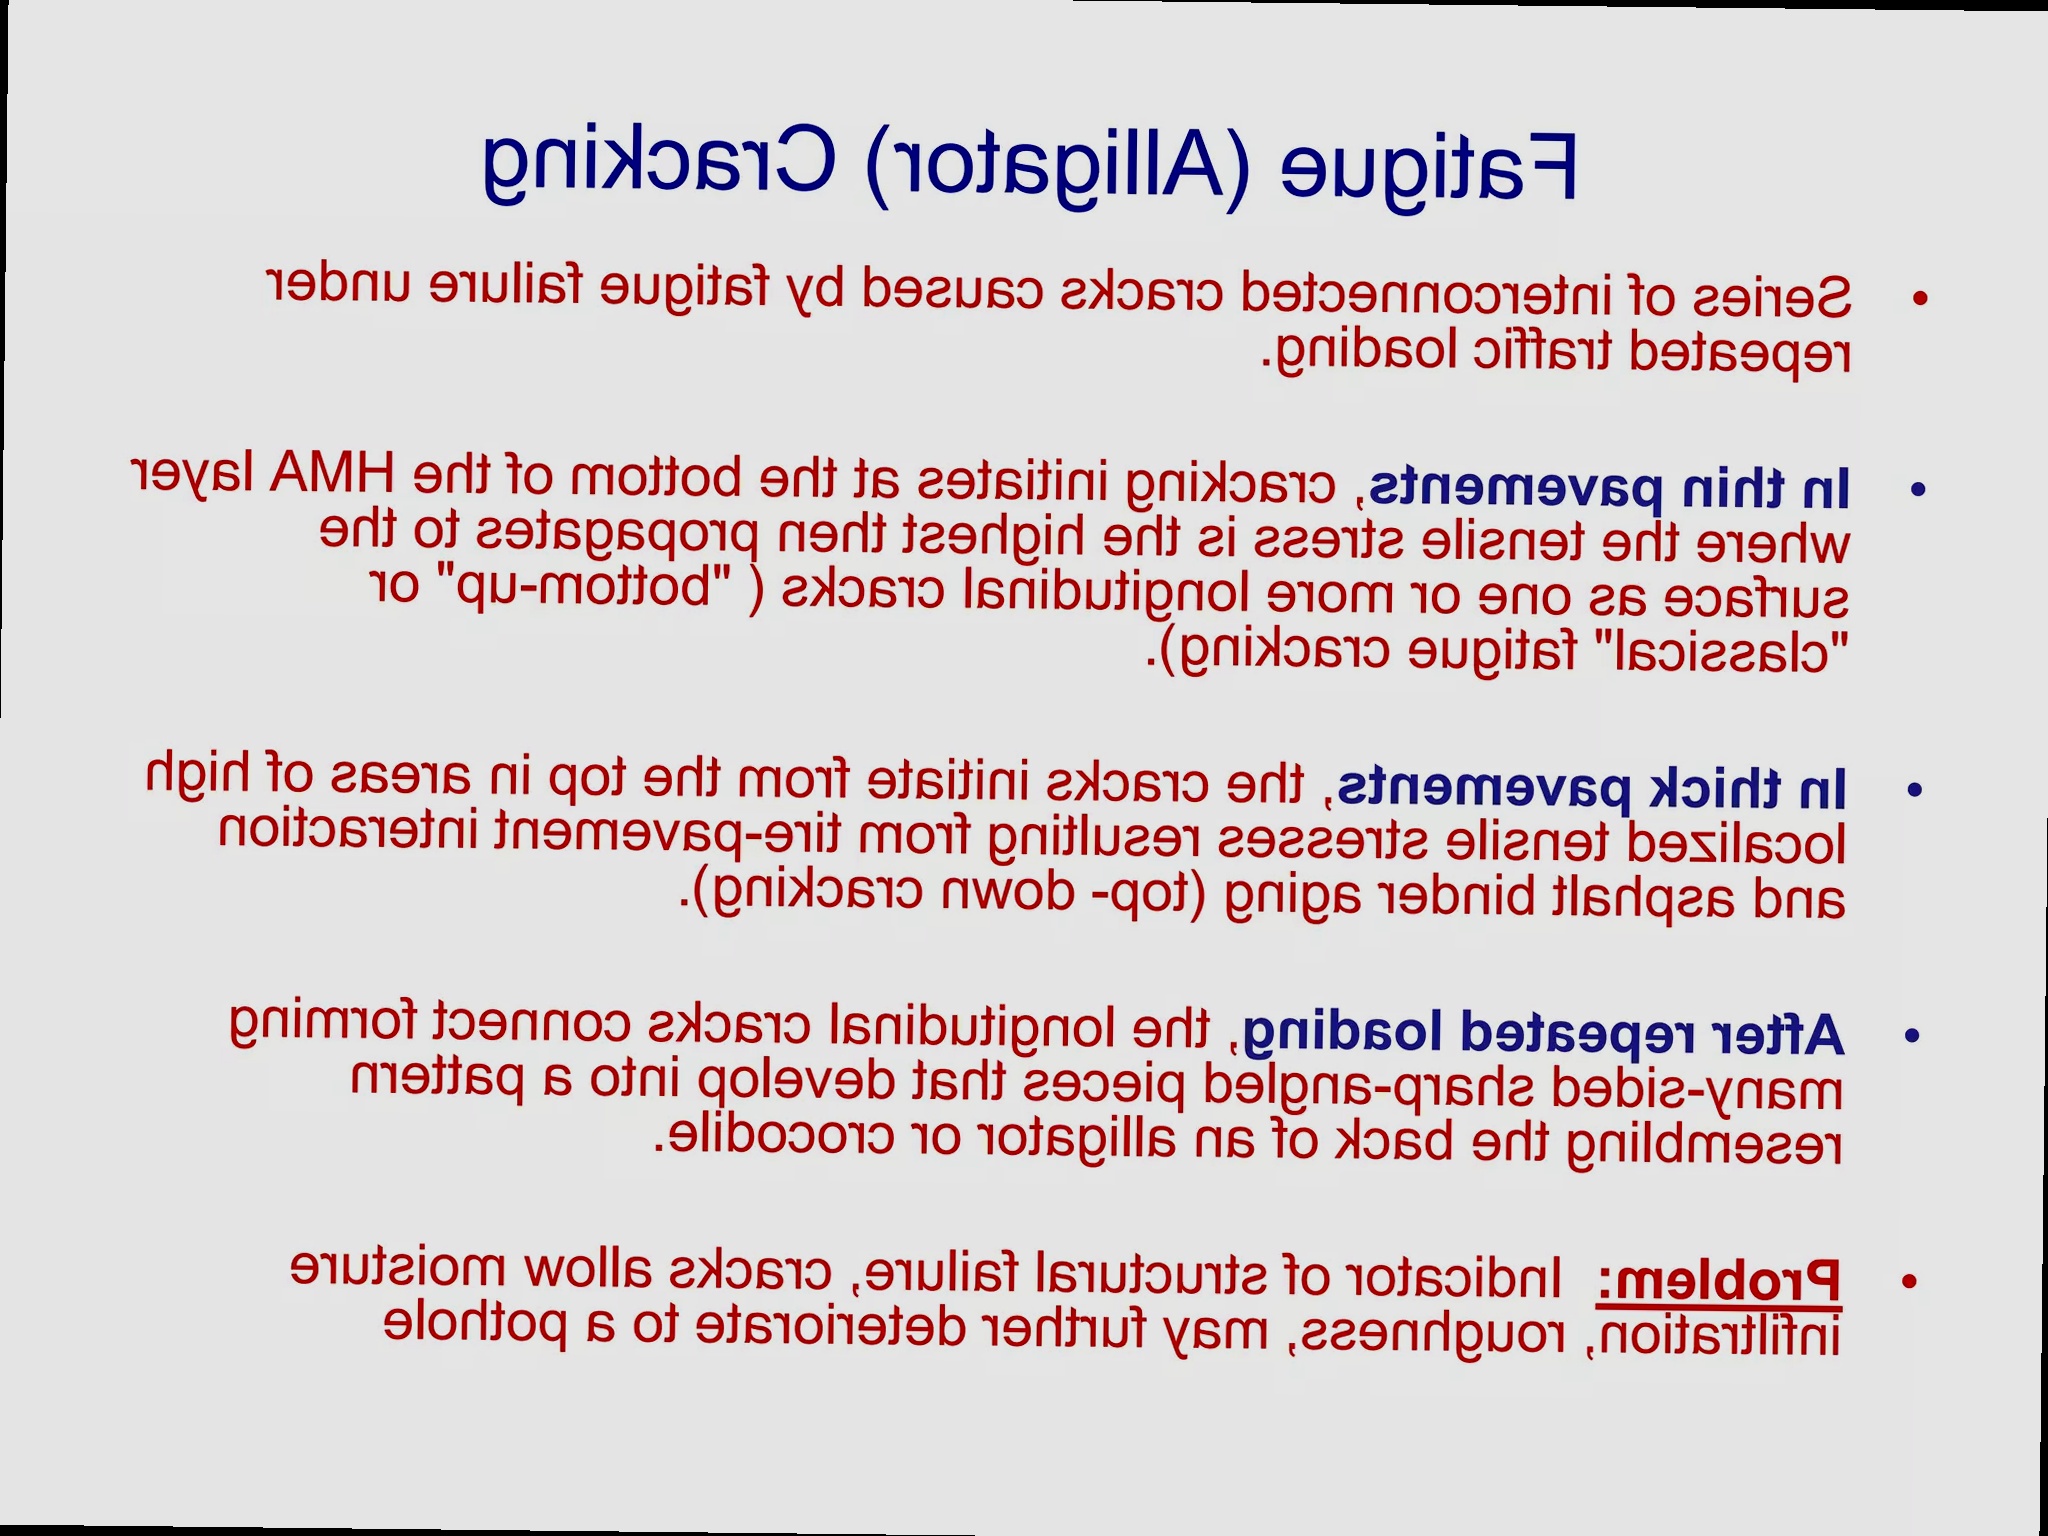 Fatigue (Alligator) Cracking
• Series of interconnected cracks caused by fatigue failure under
repeated traffic loading.
• In thin pavements, cracking initiates at the bottom of the HMA layer
where the tensile stress is the highest then propagates to the
surface as one or more longitudinal cracks ( "bottom-up" or
"classical" fatigue cracking).
• In thick pavements, the cracks initiate from the top in areas of high
localized tensile stresses resulting from tire-pavement interaction
and asphalt binder aging (top- down cracking).
• After repeated loading, the longitudinal cracks connect forming
many-sided sharp-angled pieces that develop into a pattern
resembling the back of an alligator or crocodile.
• Problem: Indicator of structural failure, cracks allow moisture
infiltration, roughness, may further deteriorate to a pothole